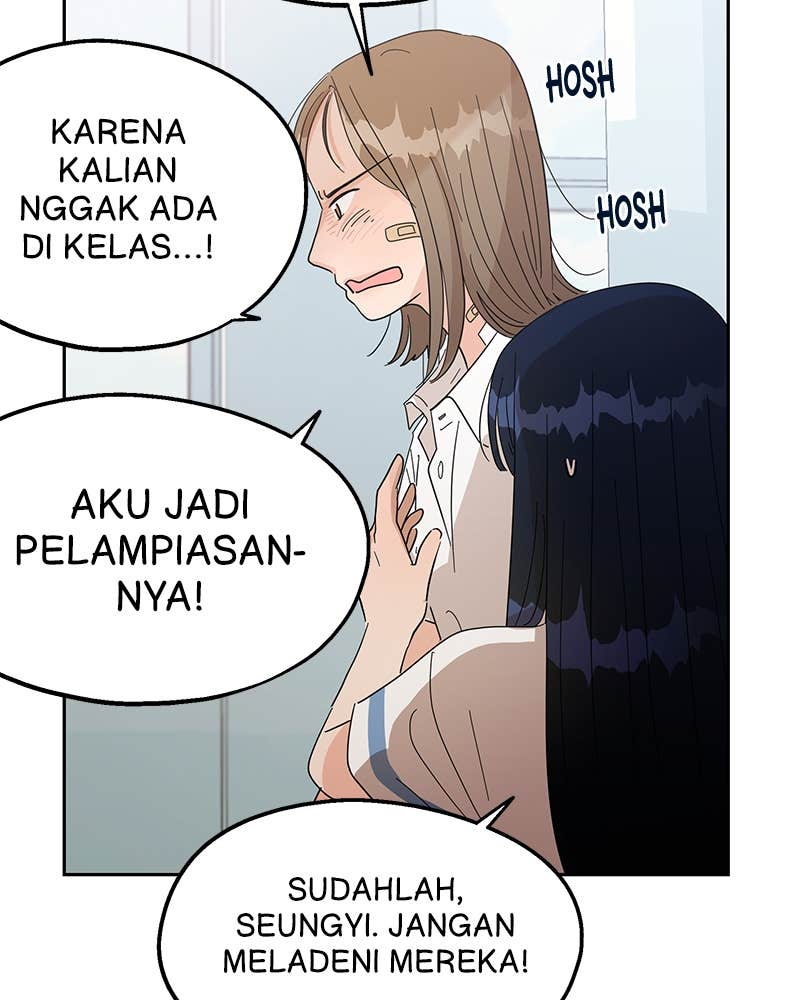 HOSH
KARENA
KALIAN
NGGAK ADA
DI KELAS...!
HOSH
AKU JADI
PELAMPIASAN-
NYA!
SUDAHLAH,
SEUNGYI. JANGAN
MELADENI MEREKA!